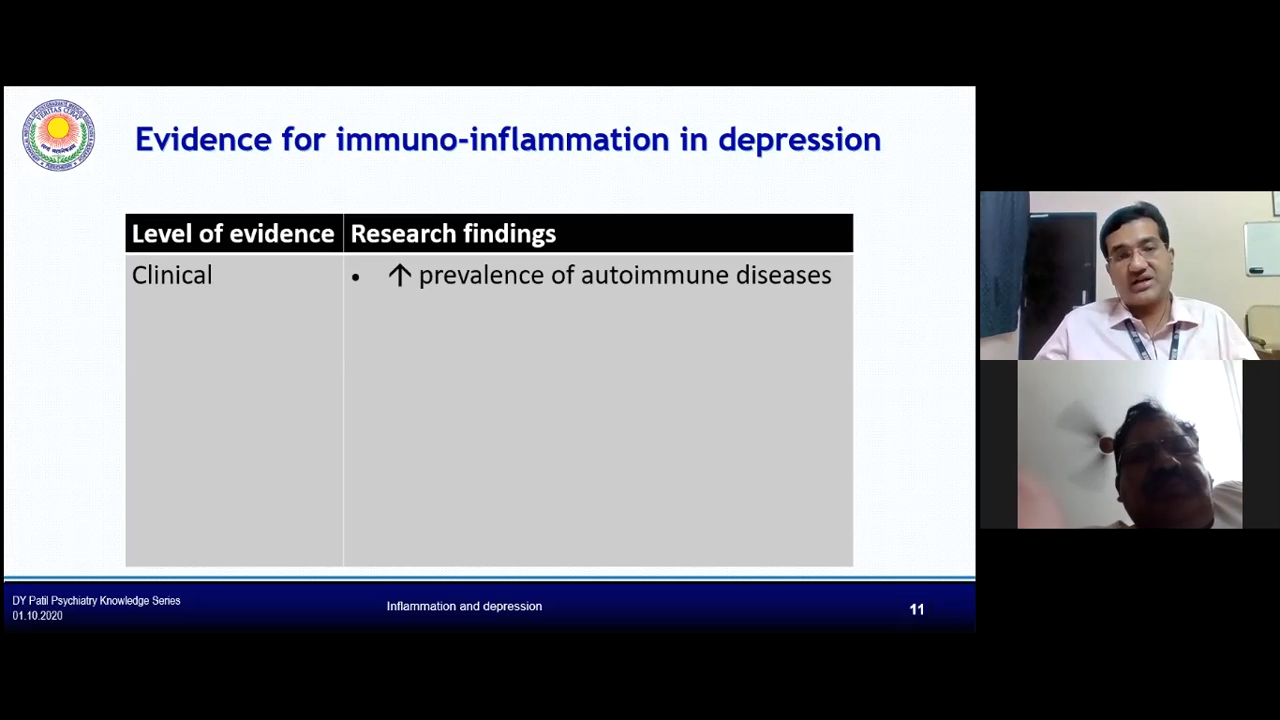 Evidence for immuno-inflammation in depression
Level of evidence
Research findings
Clinical
• ↑ prevalence of autoimmune diseases
DY Patil Psychiatry Knowledge Series
01.10.2020
Inflammation and depression
11